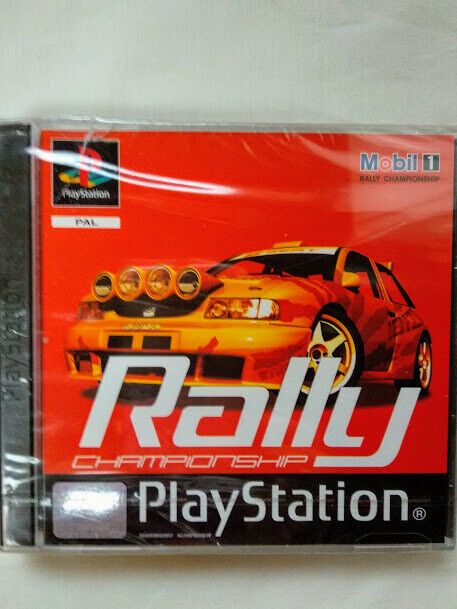 Mobil 1
RALLY CHAMPIONSHIP
PlayStation
PAL
Rally
CHAMPIONSHIP
PlayStation®
PlayStation